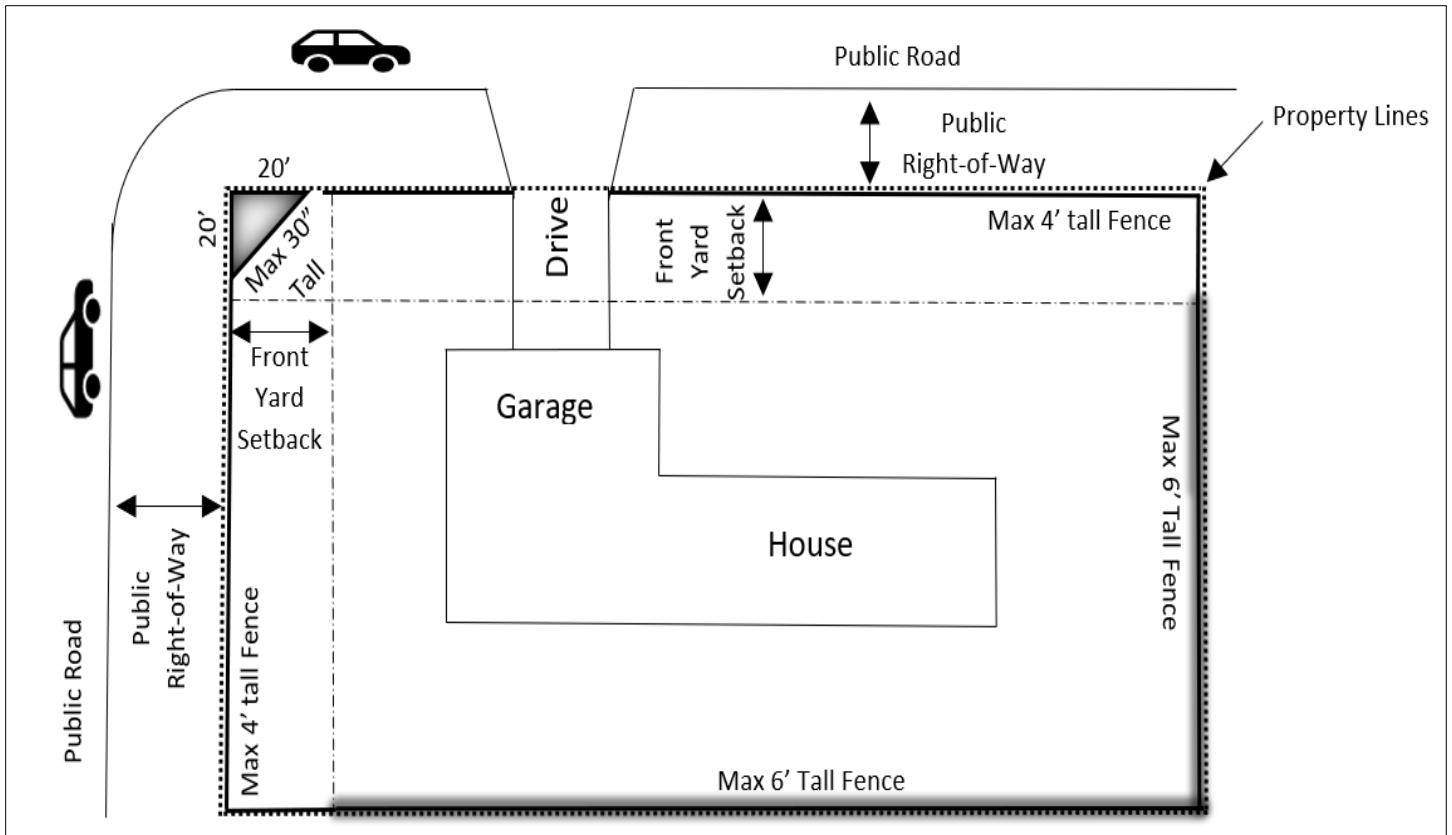 Public Road
Public
Right-of-Way
Property Lines
20’
20’
Max 30”
Tall
Drive
Front
Yard
Setback
Max 4’ tall Fence
Front
Yard
Setback
Garage
House
Max 6’ Tall Fence
Public
Right-of-Way
Public Road
Max 4’ tall Fence
Max 6’ Tall Fence